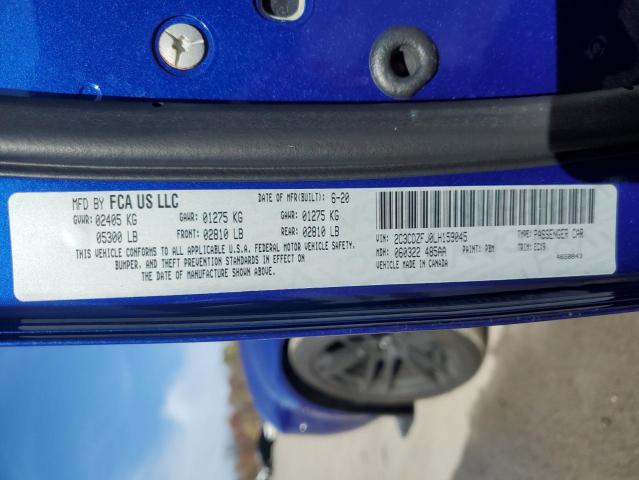 MFD BY FCA US LLC DATE OF MFR(BUILT): 6-20
GVWR: 02405 KG GAWR: 01275 KG GAWR: 01275 KG
05300 LB FRONT: 02810 LB REAR: 02810 LB
THIS VEHICLE CONFORMS TO ALL APPLICABLE U.S.A. FEDERAL MOTOR SAFETY,
BUMPER, AND THEFT PREVENTION STANDARDS IN EFFECT ON
THE DATE OF MANUFACTURE SHOWN ABOVE.
VIN: 2C3CDZFJ0LH159045 TYPE: PASSENGER CAR
MDH: 060322 485AA PAINT: PBM TRIM: ECX9
VEHICLE MADE IN CANADA 4650843